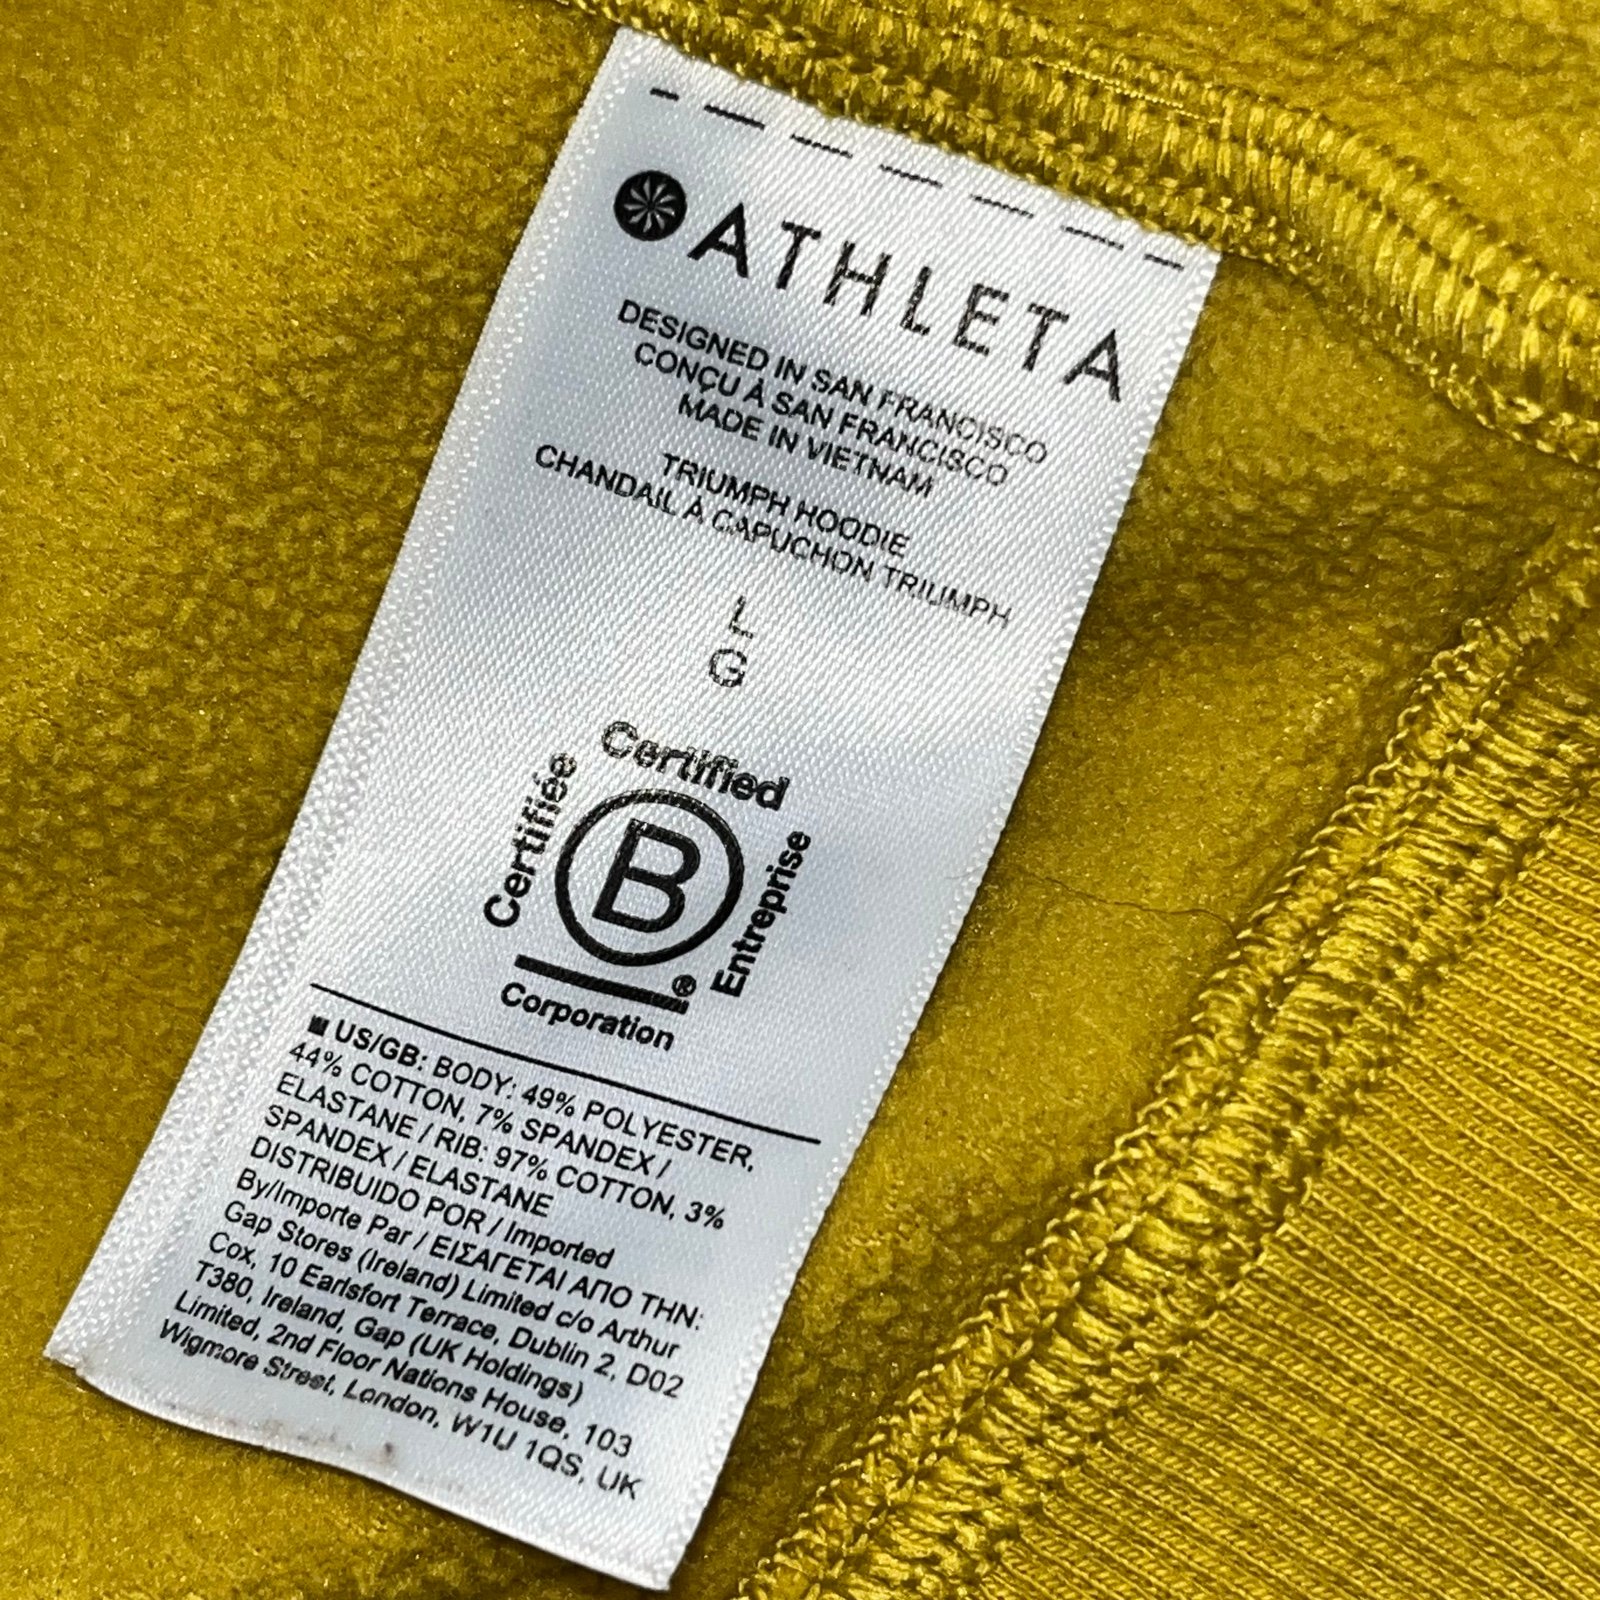 ATHLETA
DESIGNED IN SAN FRANCISCO
CONÇU À SAN FRANCISCO
MADE IN VIETNAM
TRIUMPH HOODIE
CHANDAIL À CAPUCHON TRIUMPH
L
G
Certified
Certifiée
B
Entreprise
®
Corporation
US/GB: BODY: 49% POLYESTER,
44% COTTON, 7% SPANDEX /
ELASTANE / RIB: 97% COTTON, 3%
SPANDEX / ELASTANE
DISTRIBUIDO POR / Imported
By/Importe Par / ΕΙΣΑΓΕΤΑΙ ΑΠΟ ΤΗΝ:
Gap Stores (Ireland) Limited c/o Arthur
Cox, 10 Earlsfort Terrace, Dublin 2, D02
T380, Ireland, Gap (UK Holdings)
Limited, 2nd Floor Nations House, 103
Wigmore Street, London, W1U 1QS, UK